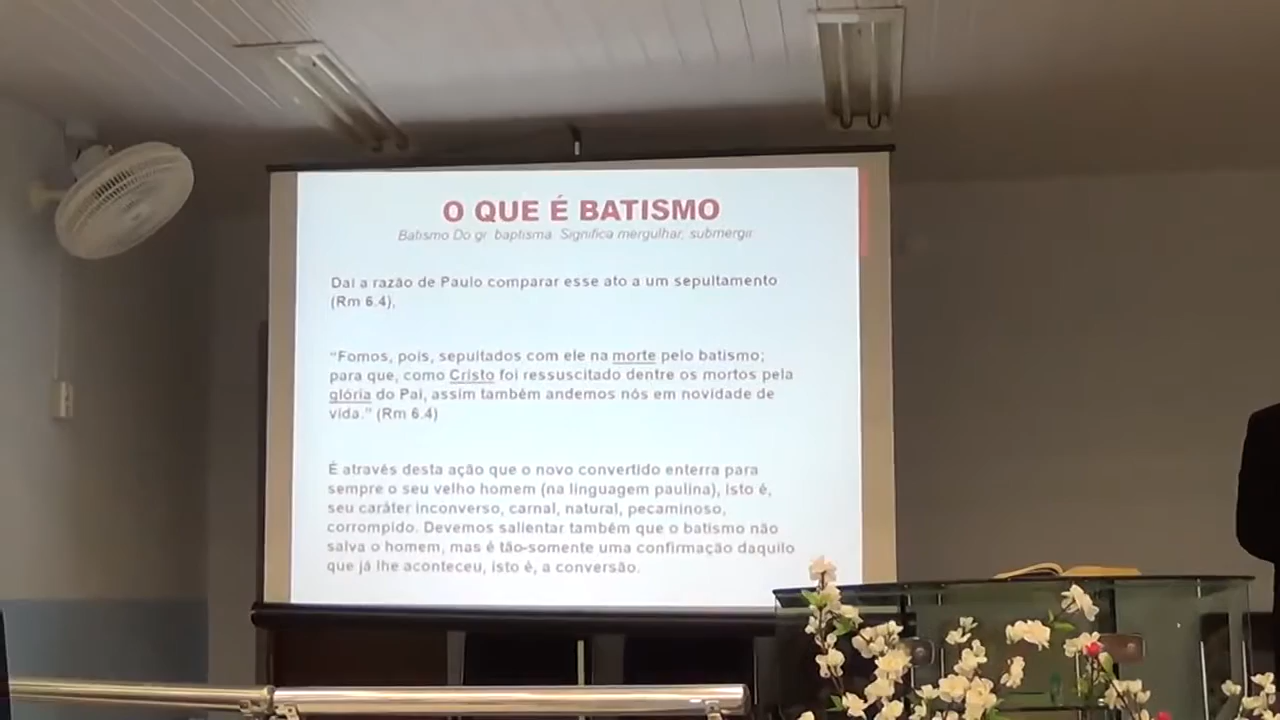 O QUE É BATISMO
Batismo Do gr. baptisma. Significa mergulhar, submergir.
Daí a razão de Paulo comparar esse ato a um sepultamento
(Rm 6.4),
“Fomos, pois, sepultados com ele na morte pelo batismo;
para que, como Cristo foi ressuscitado dentre os mortos pela
glória do Pai, assim também andemos nós em novidade de
vida.” (Rm 6.4)
É através desta ação que o novo convertido enterra para
sempre o seu velho homem (na linguagem paulina), isto é,
seu caráter inconverso, carnal, natural, pecaminoso,
corrompido. Devemos salientar também que o batismo não
salva o homem, mas é tão-somente uma confirmação daquilo
que já lhe aconteceu, isto é, a conversão.